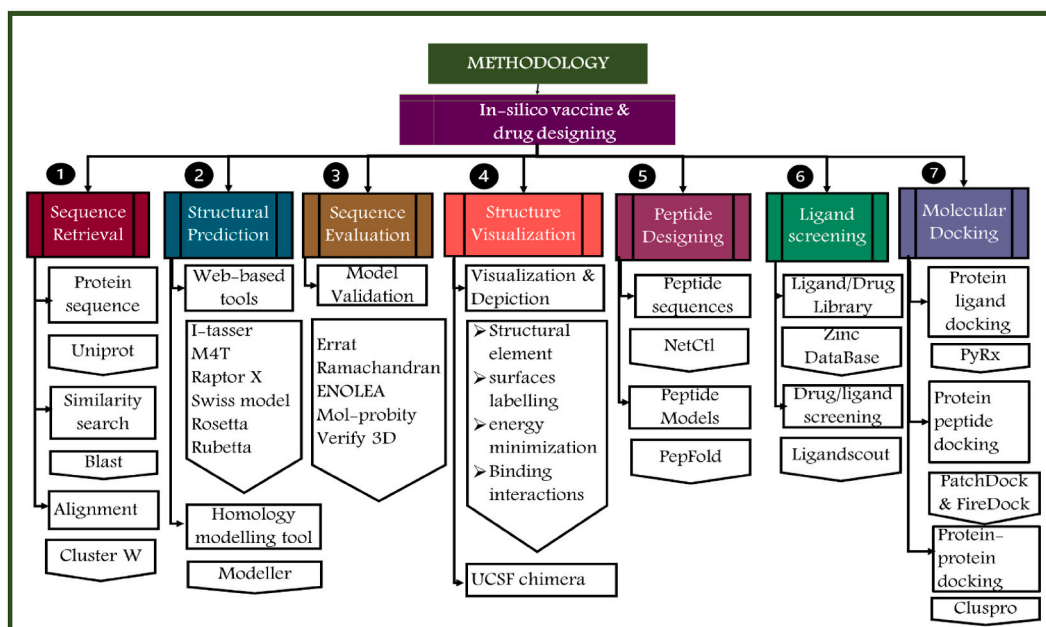 METHODOLOGY
In-silico vaccine &
drug designing
1
Sequence
Retrieval
Protein
sequence
Uniprot
Similarity
search
Blast
Alignment
Cluster W
2
Structural
Prediction
Web-based
tools
I-tasser
M4T
Raptor X
Swiss model
Rosetta
Rubetta
Homology
modelling tool
Modeller
3
Sequence
Evaluation
Model
Validation
Errat
Ramachandran
ENOLEA
Mol-probity
Verify 3D
4
Structure
Visualization
Visualization &
Depiction
➢Structural
element
➢surfaces
labelling
➢energy
minimization
➢Binding
interactions
UCSF chimera
5
Peptide
Designing
Peptide
sequences
NetCtl
Peptide
Models
PepFold
6
Ligand
screening
Ligand/Drug
Library
Zinc
DataBase
Drug/ligand
screening
Ligandscout
7
Molecular
Docking
Protein
ligand
docking
PyRx
Protein
peptide
docking
PatchDock
& FireDock
Protein-
protein
docking
Cluspro